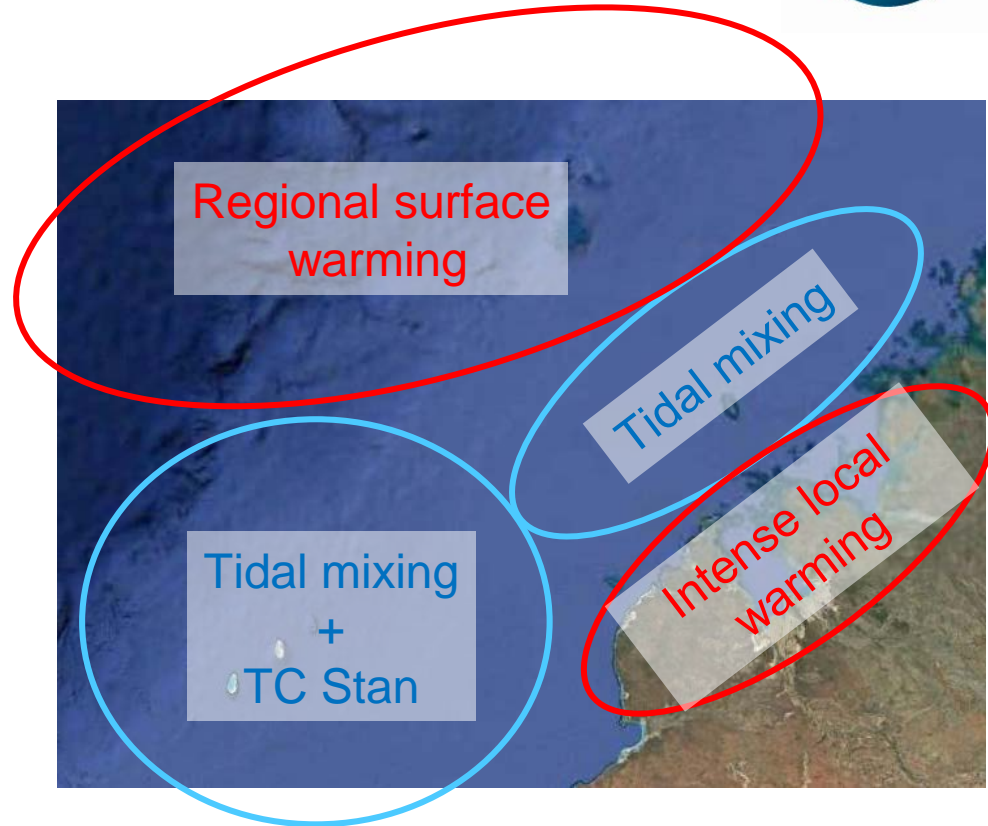 Regional surface
warming
Tidal mixing
Intense local
warming
Tidal mixing
+
TC Stan